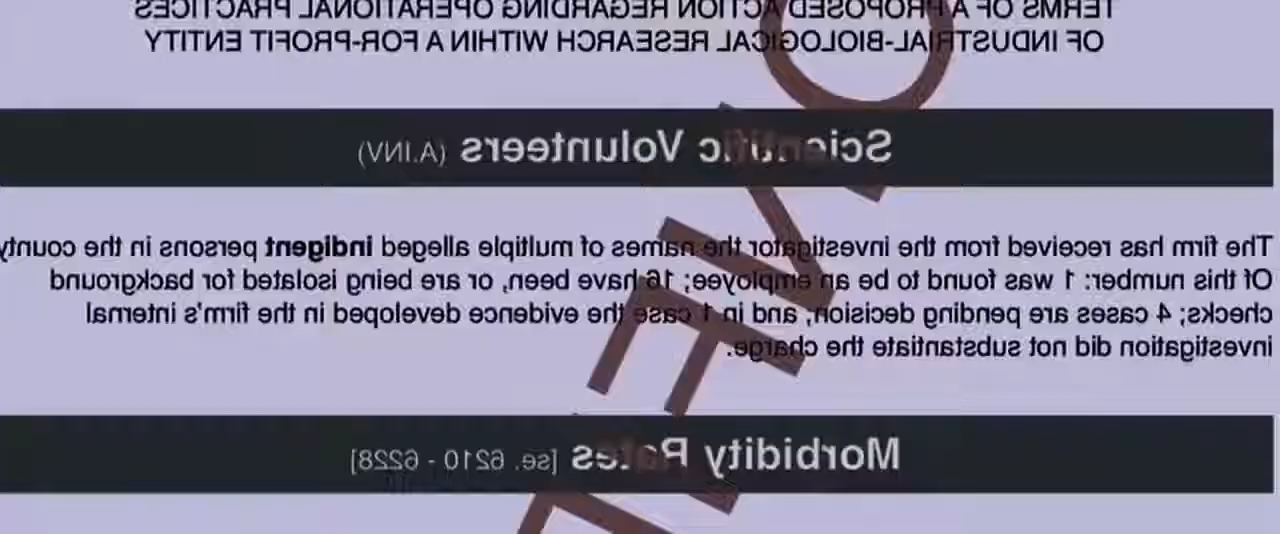 TERMS OF A PROPOSED ACTION REGARDING OPERATIONAL PRACTICES
OF INDUSTRIAL-BIOLOGICAL RESEARCH WITHIN A FOR-PROFIT ENTITY
Scientific Volunteers (A.INV)
The firm has received from the investigator the names of multiple alleged indigent persons in the county
Of this number: 1 was found to be an employee; 16 have been, or are being isolated for background
checks; 4 cases are pending decision, and in 1 case the evidence developed in the firm's internal
investigation did not substantiate the charge.
Morbidity Rates [se. 6210 - 6228]